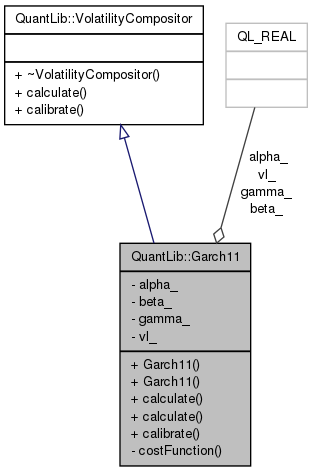 QuantLib::VolatilityCompositor
+ ~VolatilityCompositor()
+ calculate()
+ calibrate()
QL_REAL
alpha_
vl_
gamma_
beta_
QuantLib::Garch11
- alpha_
- beta_
- gamma_
- vl_
+ Garch11()
+ Garch11()
+ calculate()
+ calculate()
+ calibrate()
- costFunction()